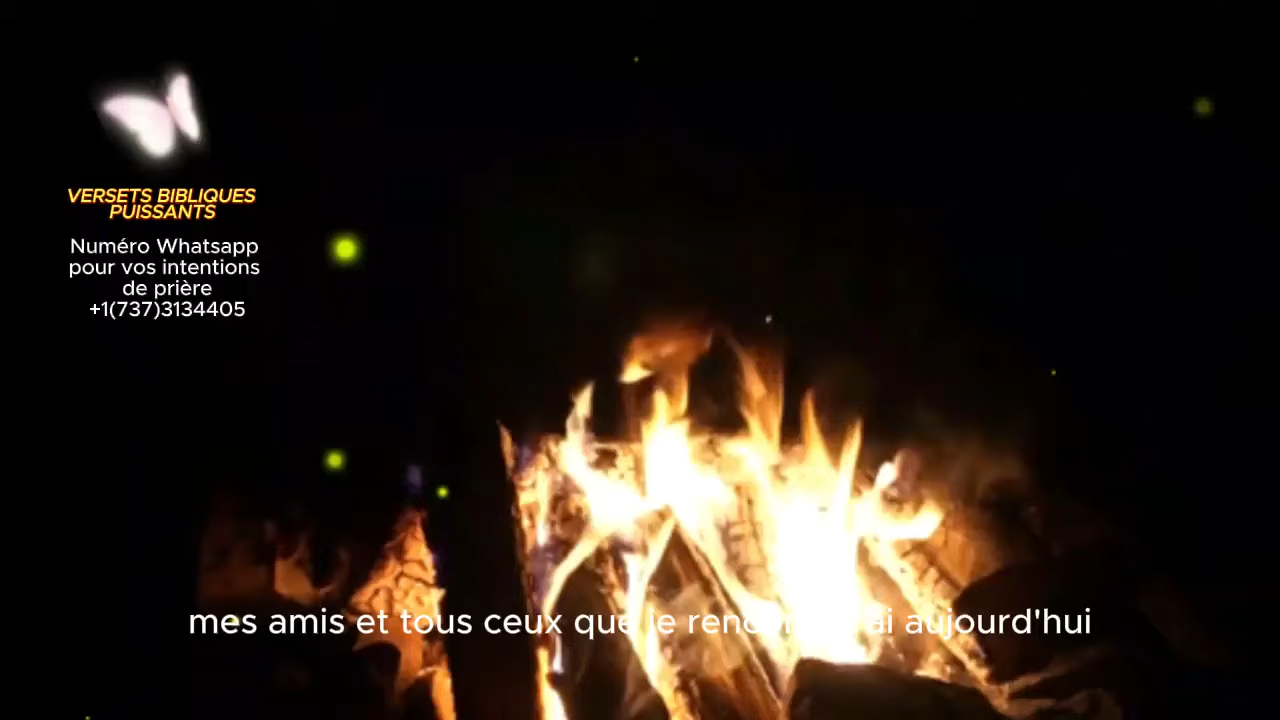 VERSETS BIBLIQUES
PUISSANTS
Numéro Whatsapp
pour vos intentions
de prière
+1(737)3134405
mes amis et tous ceux que je rencontrerai aujourd'hui